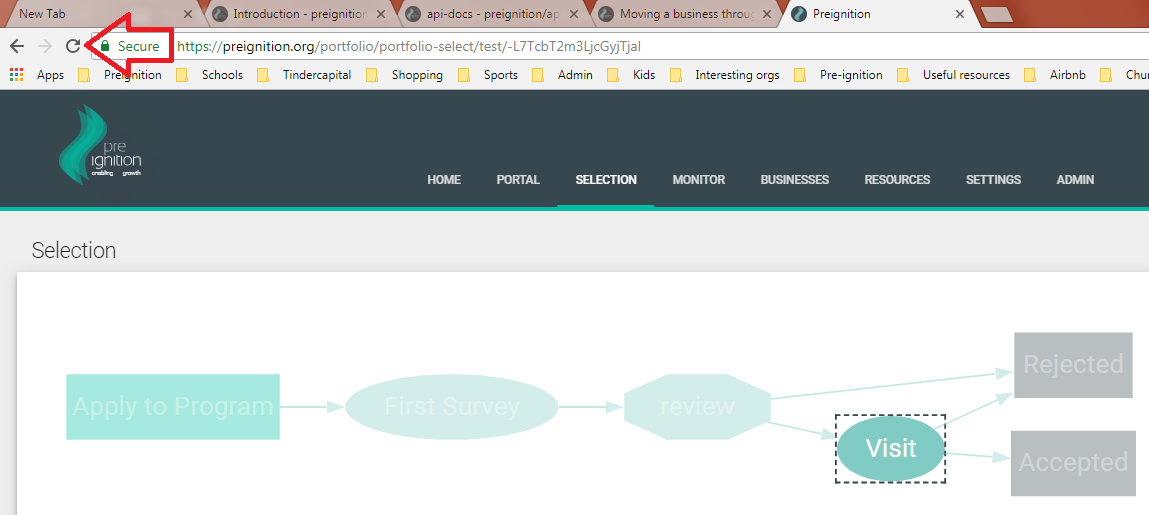 New Tab
Introduction - preignition
api-docs - preignition/ap
Moving a business throu
Preignition
Secure https://preignition.org/portfolio/portfolio-select/test/-L7TcbT2m3LjcGyjTjaI
Apps Preignition Schools Tindercapital Shopping Sports Admin Kids Interesting orgs Pre-ignition Useful resources Airbnb Chu
pre
ignition
enabling growth
HOME PORTAL SELECTION MONITOR BUSINESSES RESOURCES SETTINGS ADMIN
Selection
Apply to Program
First Survey
review
Visit
Rejected
Accepted